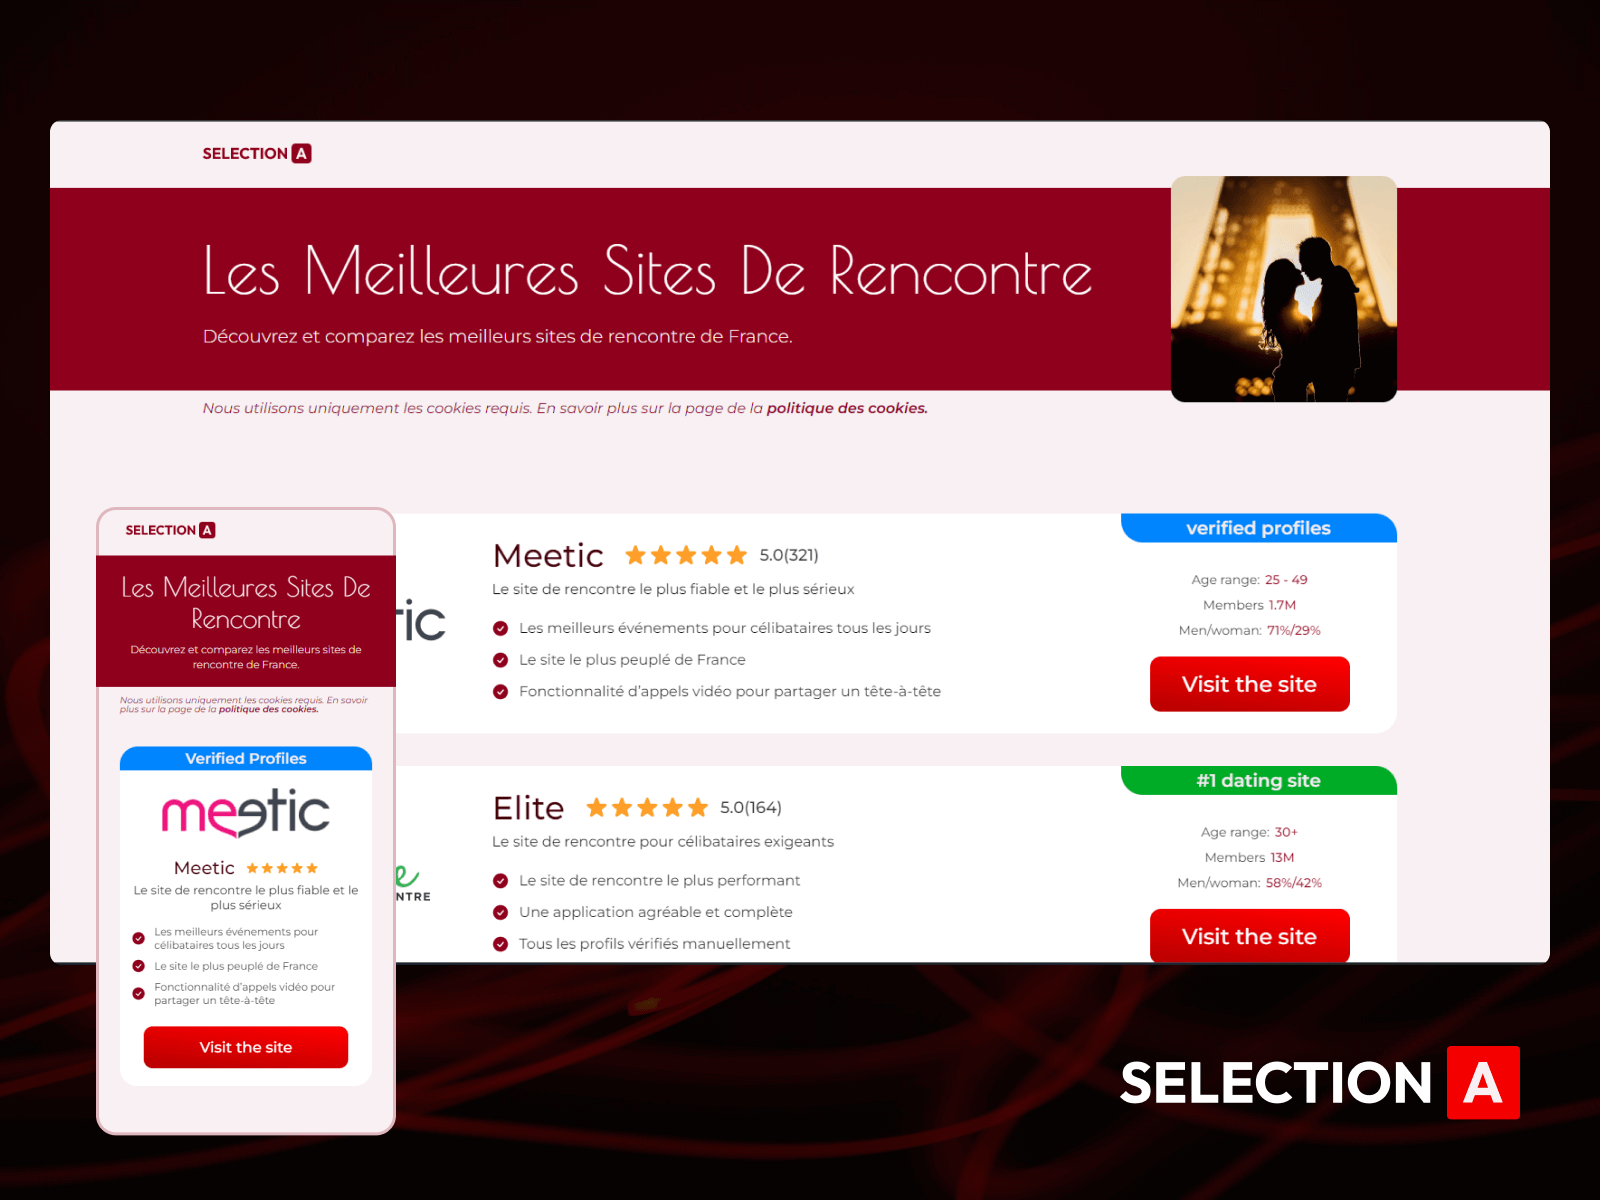 SELECTION A
Les Meilleures Sites De Rencontre
Découvrez et comparez les meilleurs sites de rencontre de France.
Nous utilisons uniquement les cookies requis. En savoir plus sur la page de la politique des cookies.
tic
Meetic 5.0(321)
Le site de rencontre le plus fiable et le plus sérieux
Les meilleurs événements pour célibataires tous les jours
Le site le plus peuplé de France
Fonctionnalité d'appels vidéo pour partager un tête-à-tête
verified profiles
Age range: 25 - 49
Members 1.7M
Men/woman: 71%/29%
Visit the site
e
NTRE
Elite 5.0(164)
Le site de rencontre pour célibataires exigeants
Le site de rencontre le plus performant
Une application agréable et complète
Tous les profils vérifiés manuellement
#1 dating site
Age range: 30+
Members 13M
Men/woman: 58%/42%
Visit the site
SELECTION A
Les Meilleures Sites De
Rencontre
Découvrez et comparez les meilleurs sites de
rencontre de France.
Nous utilisons uniquement les cookies requis. En savoir
plus sur la page de la politique des cookies.
Verified Profiles
meetic
Meetic
Le site de rencontre le plus fiable et le
plus sérieux
Les meilleurs événements pour
célibataires tous les jours
Le site le plus peuplé de France
Fonctionnalité d'appels vidéo pour
partager un tête-à-tête
Visit the site
SELECTION A